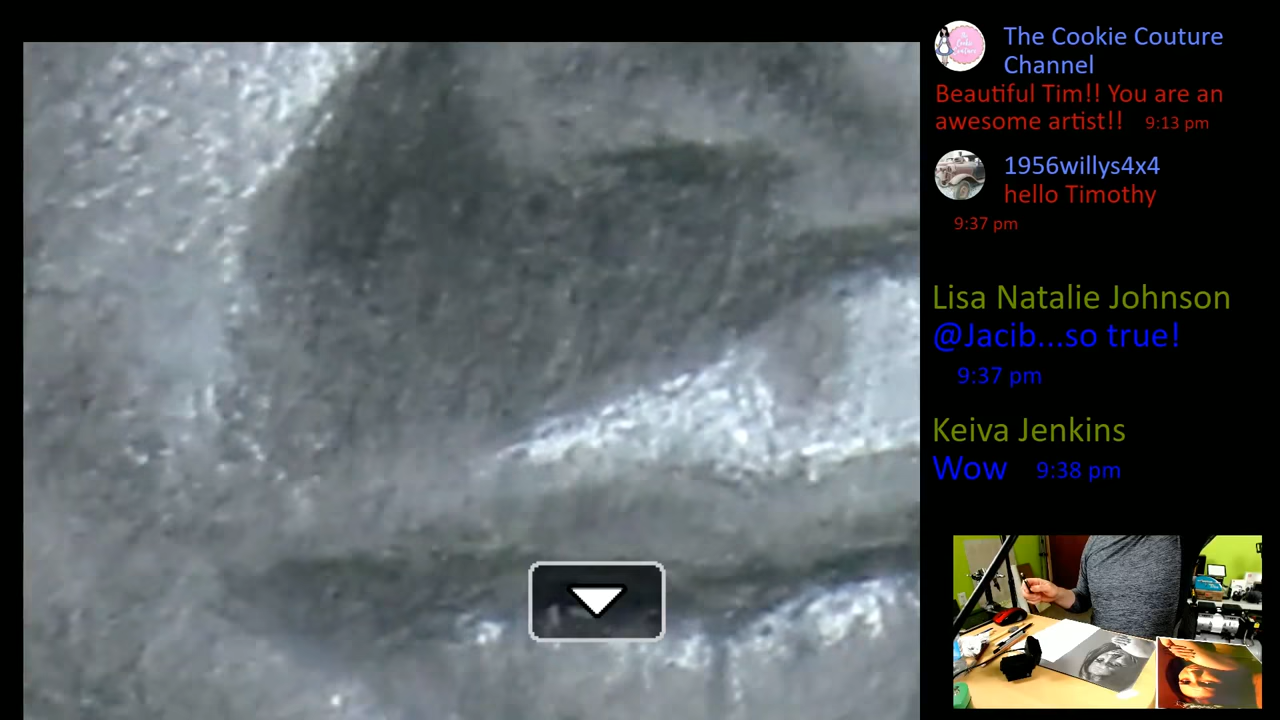 The Cookie Couture
Channel
Beautiful Tim!! You are an
awesome artist!! 9:13 pm
1956willys4x4
hello Timothy
9:37 pm
Lisa Natalie Johnson
@Jacib...so true!
9:37 pm
Keiva Jenkins
Wow 9:38 pm